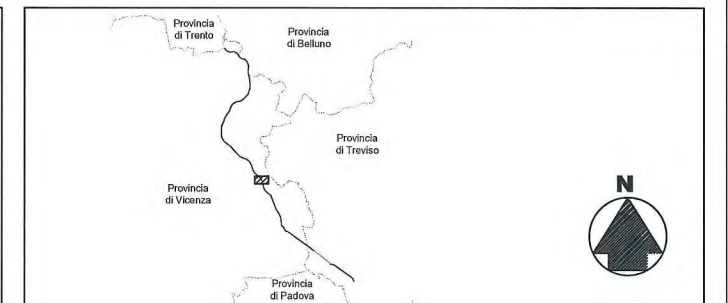 Provincia
di Trento
Provincia
di Belluno
Provincia
di Treviso
Provincia
di Vicenza
N
Provincia
di Padova